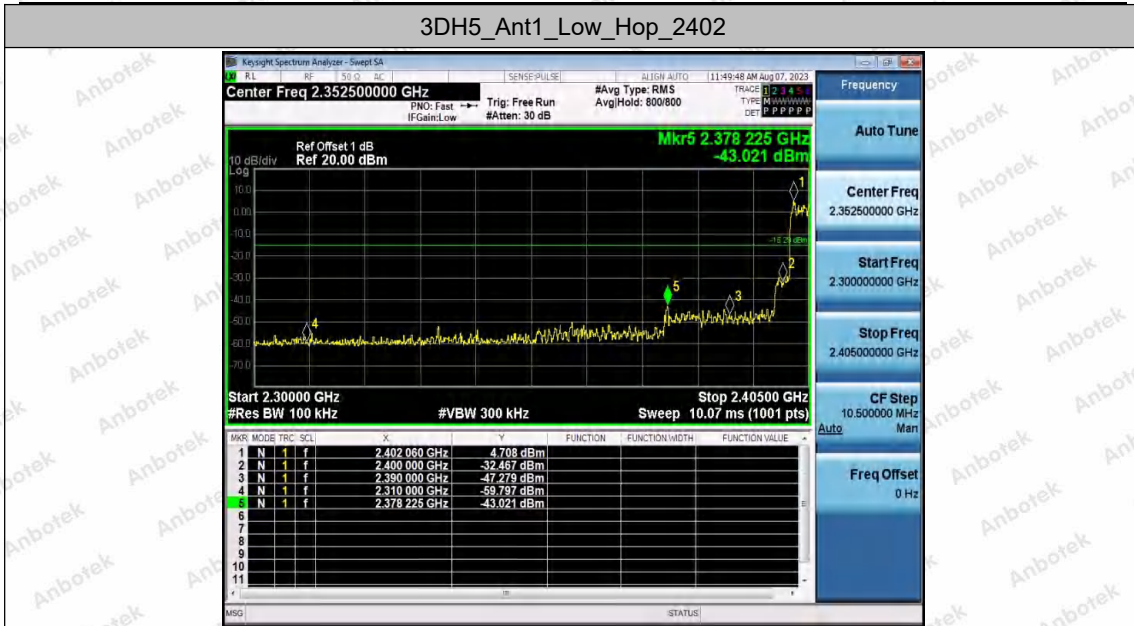 3DH5_Ant1_Low_Hop_2402
Keysight Spectrum Analyzer - Swept SA
RL RF 50 Ω AC SENSE:PULSE ALIGN AUTO 11:49:48 AM Aug 07, 2023
Center Freq 2.352500000 GHz
#Avg Type: RMS
TRACE 1 2 3 4 5 6
PNO: Fast Trig: Free Run Avg|Hold: 800/800
TYPE M WWWWW
IFGain:Low #Atten: 30 dB
DET P P P P P P
Ref Offset 1 dB
Mkr5 2.378 225 GHz
10 dB/div Ref 20.00 dBm -43.021 dBm
Log
10.0
0.00
-10.0
-20.0
-30.0
-40.0
-50.0
-60.0
-70.0
1
2
3
4
5
Start 2.30000 GHz Stop 2.40500 GHz
#Res BW 100 kHz #VBW 300 kHz Sweep 10.07 ms (1001 pts)
MKR MODE TRC SCL X Y FUNCTION FUNCTION WIDTH FUNCTION VALUE
1 N 1 f 2.402 060 GHz 4.708 dBm
2 N 1 f 2.400 000 GHz -32.467 dBm
3 N 1 f 2.390 000 GHz -47.279 dBm
4 N 1 f 2.310 000 GHz -59.797 dBm
5 N 1 f 2.378 225 GHz -43.021 dBm
6
7
8
9
10
11
MSG STATUS
Frequency
Auto Tune
Center Freq
2.352500000 GHz
Start Freq
2.300000000 GHz
Stop Freq
2.405000000 GHz
CF Step
10.500000 MHz
Auto Man
Freq Offset
0 Hz
Anbotek